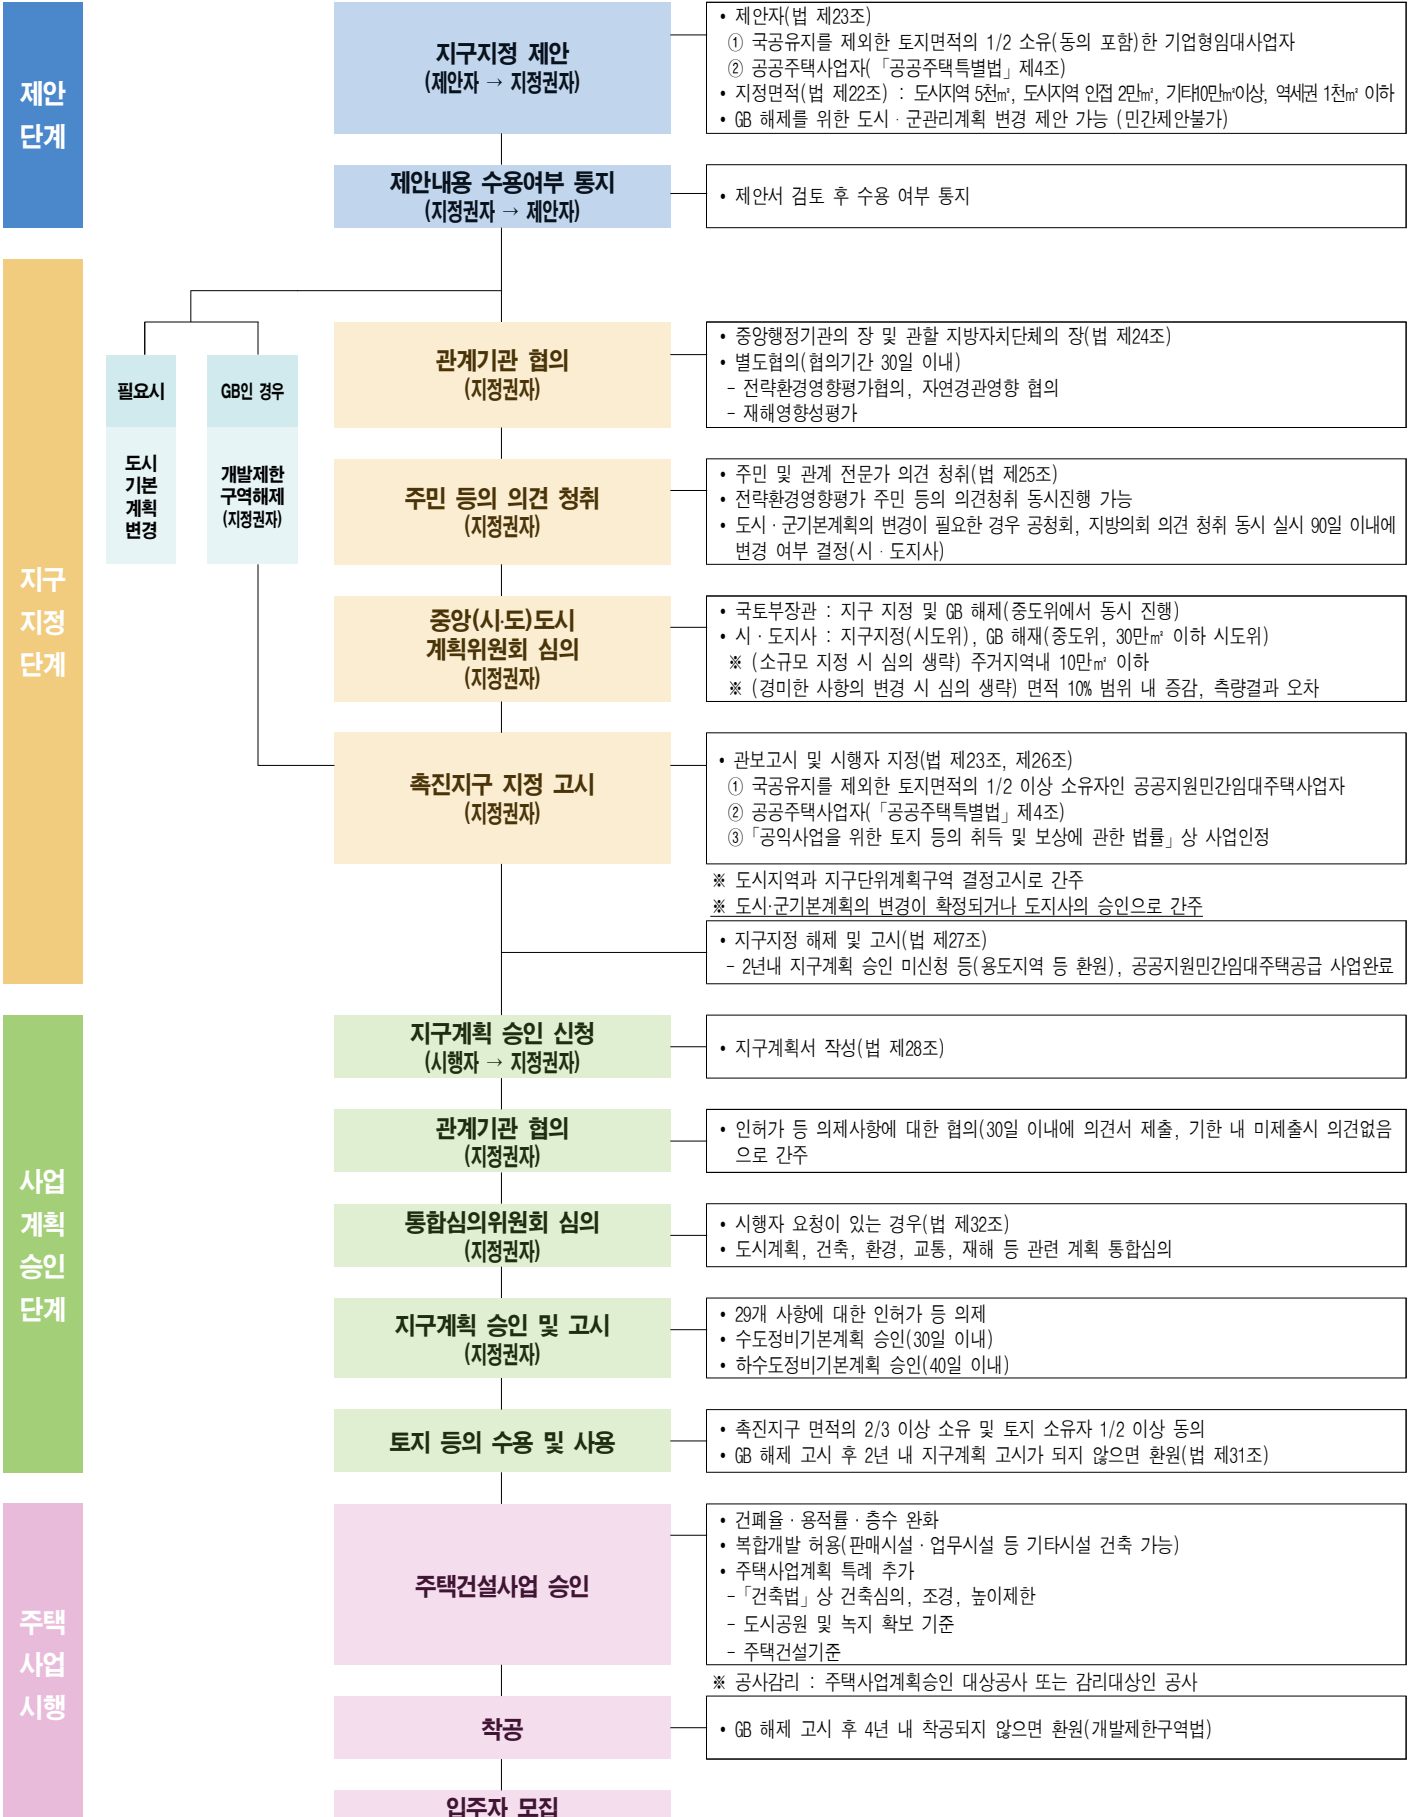 제안
단계
지구지정 제안
(제안자 → 지정권자)
• 제안자(법 제23조)
① 국공유지를 제외한 토지면적의 1/2 소유(동의 포함)한 기업형임대사업자
② 공공주택사업자(「공공주택특별법」제4조)
• 지정면적(법 제22조) : 도시지역 5천㎡, 도시지역 인접 2만㎡, 기타10만㎡이상, 역세권 1천㎡ 이하
• GB 해제를 위한 도시·군관리계획 변경 제안 가능 (민간제안불가)
제안내용 수용여부 통지
(지정권자 → 제안자)
• 제안서 검토 후 수용 여부 통지
지구
지정
단계
필요시
도시
기본
계획
변경
GB인 경우
개발제한
구역해제
(지정권자)
관계기관 협의
(지정권자)
• 중앙행정기관의 장 및 관할 지방자치단체의 장(법 제24조)
• 별도협의(협의기간 30일 이내)
- 전략환경영향평가협의, 자연경관영향 협의
- 재해영향성평가
주민 등의 의견 청취
(지정권자)
• 주민 및 관계 전문가 의견 청취(법 제25조)
• 전략환경영향평가 주민 등의 의견청취 동시진행 가능
• 도시·군기본계획의 변경이 필요한 경우 공청회, 지방의회 의견 청취 동시 실시 90일 이내에
변경 여부 결정(시·도지사)
중앙(시·도)도시
계획위원회 심의
(지정권자)
• 국토부장관 : 지구 지정 및 GB 해제(중도위에서 동시 진행)
• 시·도지사 : 지구지정(시도위), GB 해재(중도위, 30만㎡ 이하 시도위)
※ (소규모 지정 시 심의 생략) 주거지역내 10만㎡ 이하
※ (경미한 사항의 변경 시 심의 생략) 면적 10% 범위 내 증감, 측량결과 오차
촉진지구 지정 고시
(지정권자)
• 관보고시 및 시행자 지정(법 제23조, 제26조)
① 국공유지를 제외한 토지면적의 1/2 이상 소유자인 공공지원민간임대주택사업자
② 공공주택사업자(「공공주택특별법」제4조)
③「공익사업을 위한 토지 등의 취득 및 보상에 관한 법률」상 사업인정
※ 도시지역과 지구단위계획구역 결정고시로 간주
※ 도시·군기본계획의 변경이 확정되거나 도지사의 승인으로 간주
• 지구지정 해제 및 고시(법 제27조)
- 2년내 지구계획 승인 미신청 등(용도지역 등 환원), 공공지원민간임대주택공급 사업완료
사업
계획
승인
단계
지구계획 승인 신청
(시행자 → 지정권자)
• 지구계획서 작성(법 제28조)
관계기관 협의
(지정권자)
• 인허가 등 의제사항에 대한 협의(30일 이내에 의견서 제출, 기한 내 미제출시 의견없음
으로 간주
통합심의위원회 심의
(지정권자)
• 시행자 요청이 있는 경우(법 제32조)
• 도시계획, 건축, 환경, 교통, 재해 등 관련 계획 통합심의
지구계획 승인 및 고시
(지정권자)
• 29개 사항에 대한 인허가 등 의제
• 수도정비기본계획 승인(30일 이내)
• 하수도정비기본계획 승인(40일 이내)
토지 등의 수용 및 사용
• 촉진지구 면적의 2/3 이상 소유 및 토지 소유자 1/2 이상 동의
• GB 해제 고시 후 2년 내 지구계획 고시가 되지 않으면 환원(법 제31조)
주택
사업
시행
주택건설사업 승인
• 건폐율·용적률·층수 완화
• 복합개발 허용(판매시설·업무시설 등 기타시설 건축 가능)
• 주택사업계획 특례 추가
-「건축법」상 건축심의, 조경, 높이제한
- 도시공원 및 녹지 확보 기준
- 주택건설기준
※ 공사감리 : 주택사업계획승인 대상공사 또는 감리대상인 공사
착공
• GB 해제 고시 후 4년 내 착공되지 않으면 환원(개발제한구역법)
입주자 모집